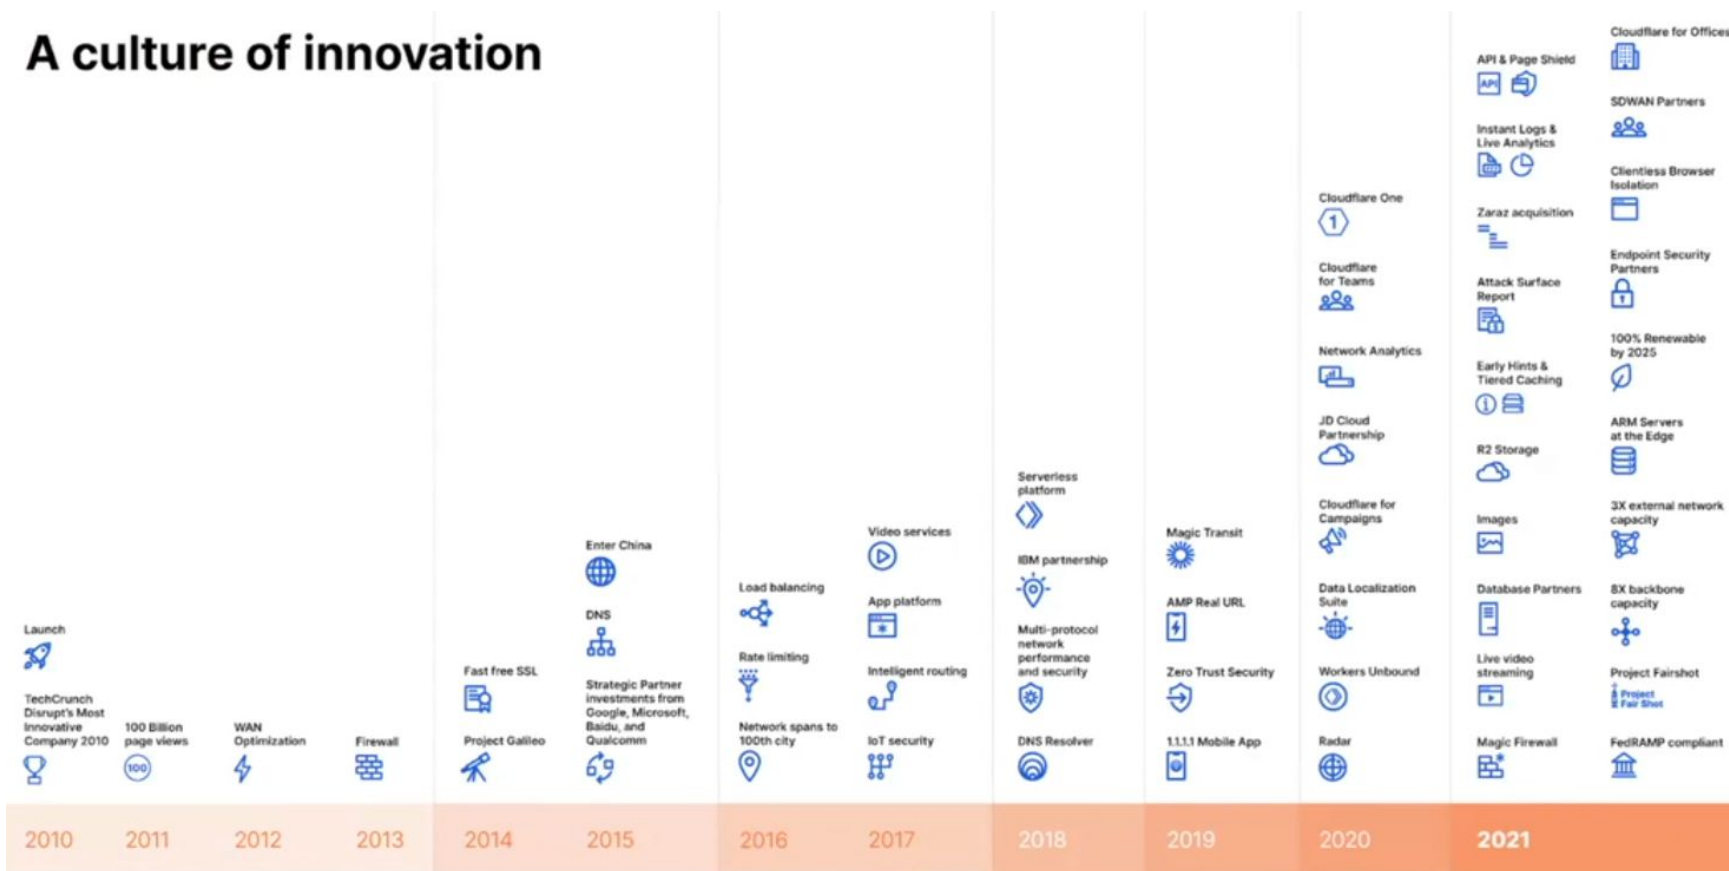 A culture of innovation
Launch
TechCrunch
Disrupt's Most
Innovative
Company 2010
100 Billion
page views
100
WAN
Optimization
Firewall
Fast free SSL
Project Galileo
Enter China
DNS
Strategic Partner
investments from
Google, Microsoft,
Baidu, and
Qualcomm
Load balancing
Rate limiting
Network spans to
100th city
Video services
App platform
Intelligent routing
IoT security
Serverless
platform
IBM partnership
Multi-protocol
network
performance
and security
DNS Resolver
Magic Transit
AMP Real URL
Zero Trust Security
1.1.1.1 Mobile App
Cloudflare One
1
Cloudflare
for Teams
Network Analytics
JD Cloud
Partnership
Cloudflare for
Campaigns
Data Localization
Suite
Workers Unbound
Radar
API & Page Shield
API
Instant Logs &
Live Analytics
Zaraz acquisition
Attack Surface
Report
Early Hints &
Tiered Caching
R2 Storage
Images
Database Partners
Live video
streaming
Magic Firewall
Cloudflare for Offices
SDWAN Partners
Clientless Browser
Isolation
Endpoint Security
Partners
100% Renewable
by 2025
ARM Servers
at the Edge
3X external network
capacity
8X backbone
capacity
Project Fairshot
Project
Fair Shot
FedRAMP compliant
2010
2011
2012
2013
2014
2015
2016
2017
2018
2019
2020
2021